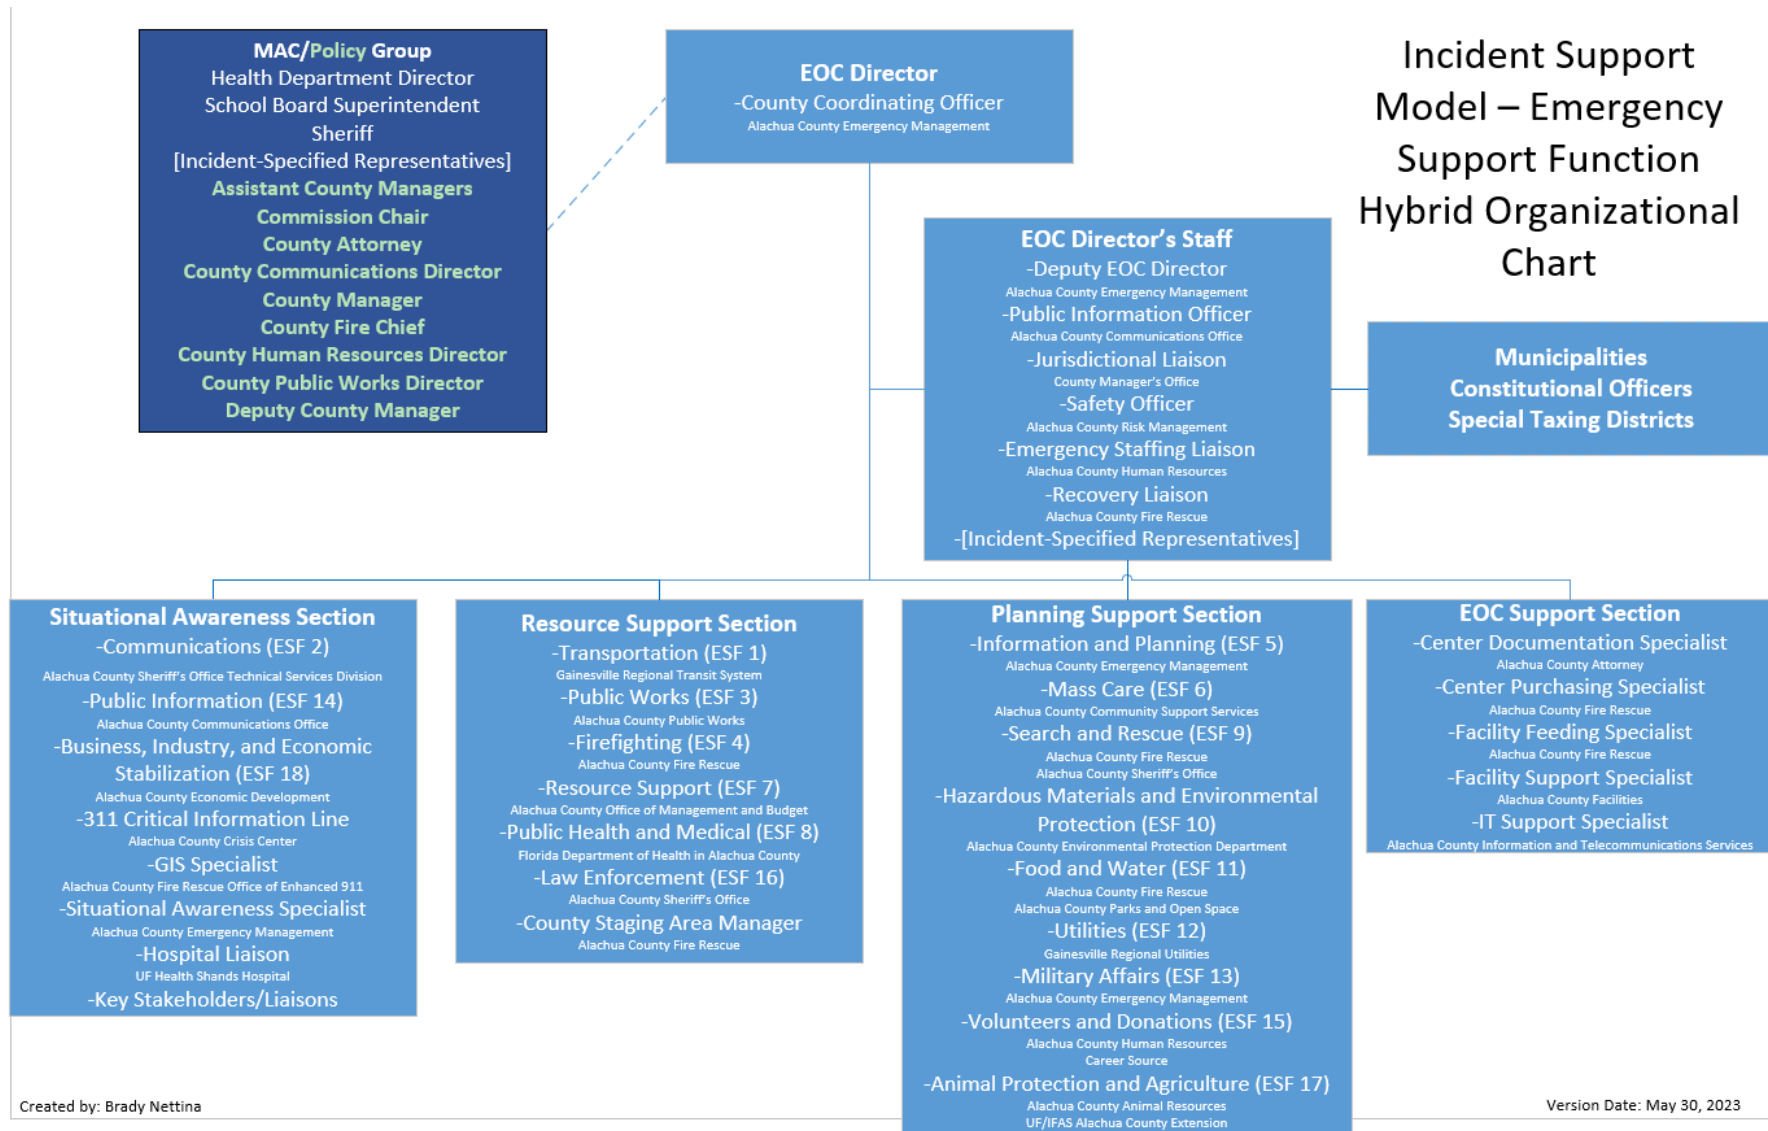 MAC/Policy Group
Health Department Director
School Board Superintendent
Sheriff
[Incident-Specified Representatives]
Assistant County Managers
Commission Chair
County Attorney
County Communications Director
County Manager
County Fire Chief
County Human Resources Director
County Public Works Director
Deputy County Manager
EOC Director
-County Coordinating Officer
Alachua County Emergency Management
Incident Support
Model – Emergency
Support Function
Hybrid Organizational
Chart
EOC Director's Staff
-Deputy EOC Director
Alachua County Emergency Management
-Public Information Officer
Alachua County Communications Office
-Jurisdictional Liaison
County Manager's Office
-Safety Officer
Alachua County Risk Management
-Emergency Staffing Liaison
Alachua County Human Resources
-Recovery Liaison
Alachua County Fire Rescue
-[Incident-Specified Representatives]
Municipalities
Constitutional Officers
Special Taxing Districts
Situational Awareness Section
-Communications (ESF 2)
Alachua County Sheriff's Office Technical Services Division
-Public Information (ESF 14)
Alachua County Communications Office
-Business, Industry, and Economic
Stabilization (ESF 18)
Alachua County Economic Development
-311 Critical Information Line
Alachua County Crisis Center
-GIS Specialist
Alachua County Fire Rescue Office of Enhanced 911
-Situational Awareness Specialist
Alachua County Emergency Management
-Hospital Liaison
UF Health Shands Hospital
-Key Stakeholders/Liaisons
Resource Support Section
-Transportation (ESF 1)
Gainesville Regional Transit System
-Public Works (ESF 3)
Alachua County Public Works
-Firefighting (ESF 4)
Alachua County Fire Rescue
-Resource Support (ESF 7)
Alachua County Office of Management and Budget
-Public Health and Medical (ESF 8)
Florida Department of Health in Alachua County
-Law Enforcement (ESF 16)
Alachua County Sheriff's Office
-County Staging Area Manager
Alachua County Fire Rescue
Planning Support Section
-Information and Planning (ESF 5)
Alachua County Emergency Management
-Mass Care (ESF 6)
Alachua County Community Support Services
-Search and Rescue (ESF 9)
Alachua County Fire Rescue
Alachua County Sheriff's Office
-Hazardous Materials and Environmental
Protection (ESF 10)
Alachua County Environmental Protection Department
-Food and Water (ESF 11)
Alachua County Fire Rescue
Alachua County Parks and Open Space
-Utilities (ESF 12)
Gainesville Regional Utilities
-Military Affairs (ESF 13)
Alachua County Emergency Management
-Volunteers and Donations (ESF 15)
Alachua County Human Resources
Career Source
-Animal Protection and Agriculture (ESF 17)
Alachua County Animal Resources
UF/IFAS Alachua County Extension
EOC Support Section
-Center Documentation Specialist
Alachua County Attorney
-Center Purchasing Specialist
Alachua County Fire Rescue
-Facility Feeding Specialist
Alachua County Fire Rescue
-Facility Support Specialist
Alachua County Facilities
-IT Support Specialist
Alachua County Information and Telecommunications Services
Created by: Brady Nettina
Version Date: May 30, 2023